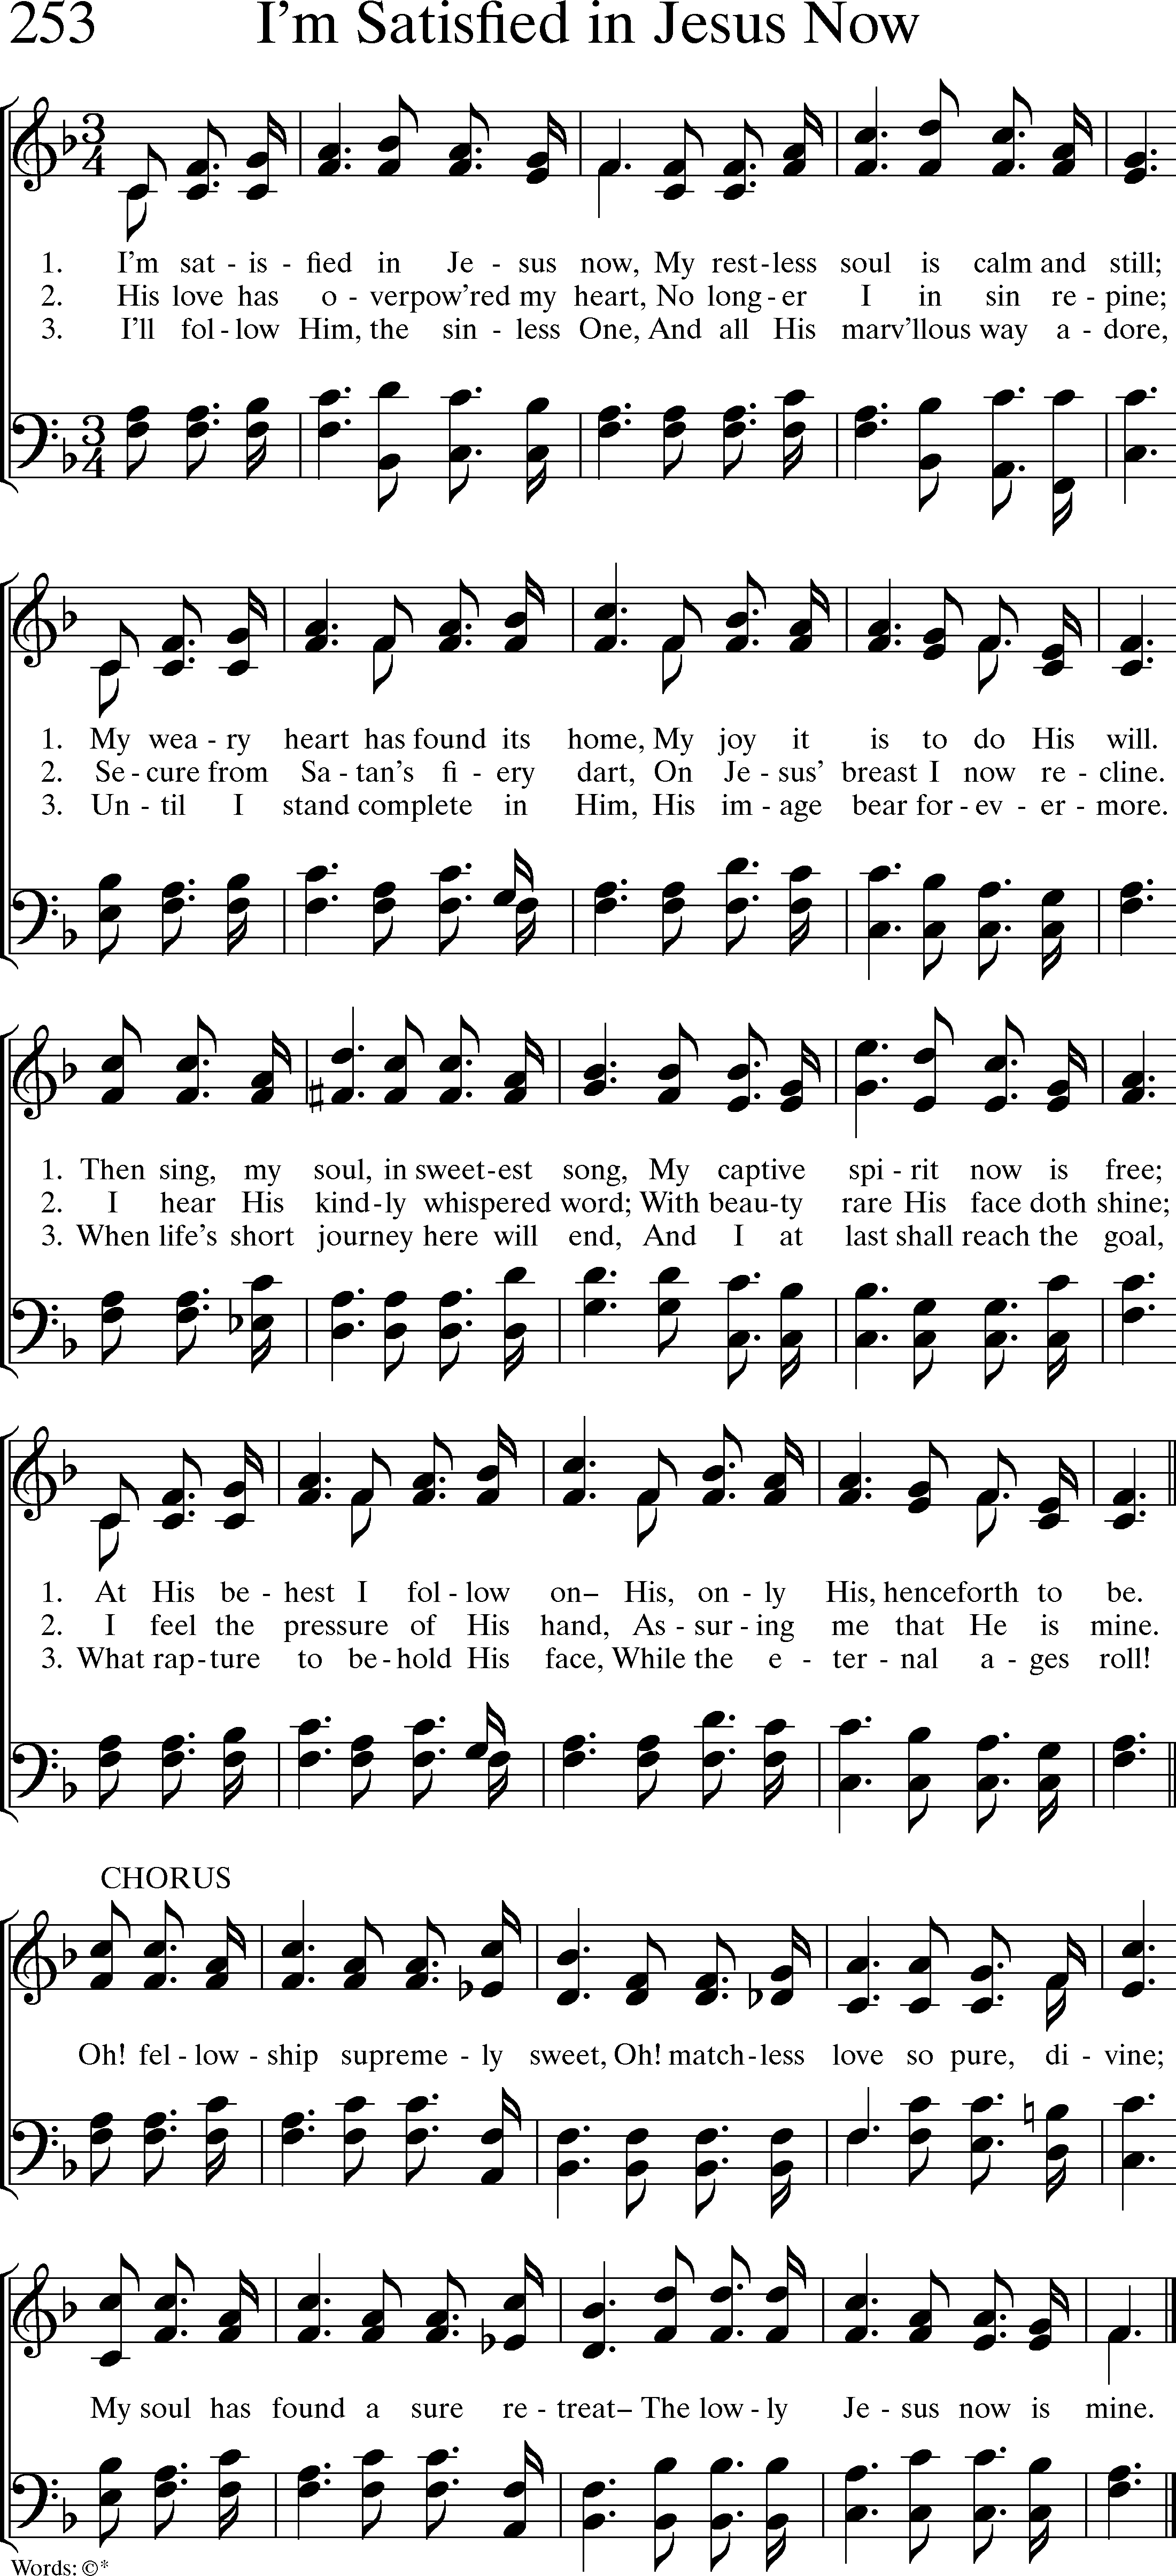 253 I'm Satisfied in Jesus Now
3
4
1. I'm sat - is - fied in Je - sus now, My rest - less soul is calm and still;
2. His love has o - verpow'red my heart, No long - er I in sin re - pine;
3. I'll fol - low Him, the sin - less One, And all His marv'llous way a - dore,
3
4
1. My wea - ry heart has found its home, My joy it is to do His will.
2. Se - cure from Sa - tan's fi - ery dart, On Je - sus' breast I now re - cline.
3. Un - til I stand complete in Him, His im - age bear for - ev - er - more.
1. Then sing, my soul, in sweet - est song, My captive spi - rit now is free;
2. I hear His kind - ly whispered word; With beau - ty rare His face doth shine;
3. When life's short journey here will end, And I at last shall reach the goal,
1. At His be - hest I fol - low on– His, on - ly His, henceforth to be.
2. I feel the pressure of His hand, As - sur - ing me that He is mine.
3. What rap - ture to be - hold His face, While the e - ter - nal a - ges roll!
CHORUS
Oh! fel - low - ship supreme - ly sweet, Oh! match - less love so pure, di - vine;
My soul has found a sure re - treat– The low - ly Je - sus now is mine.
Words: ©*